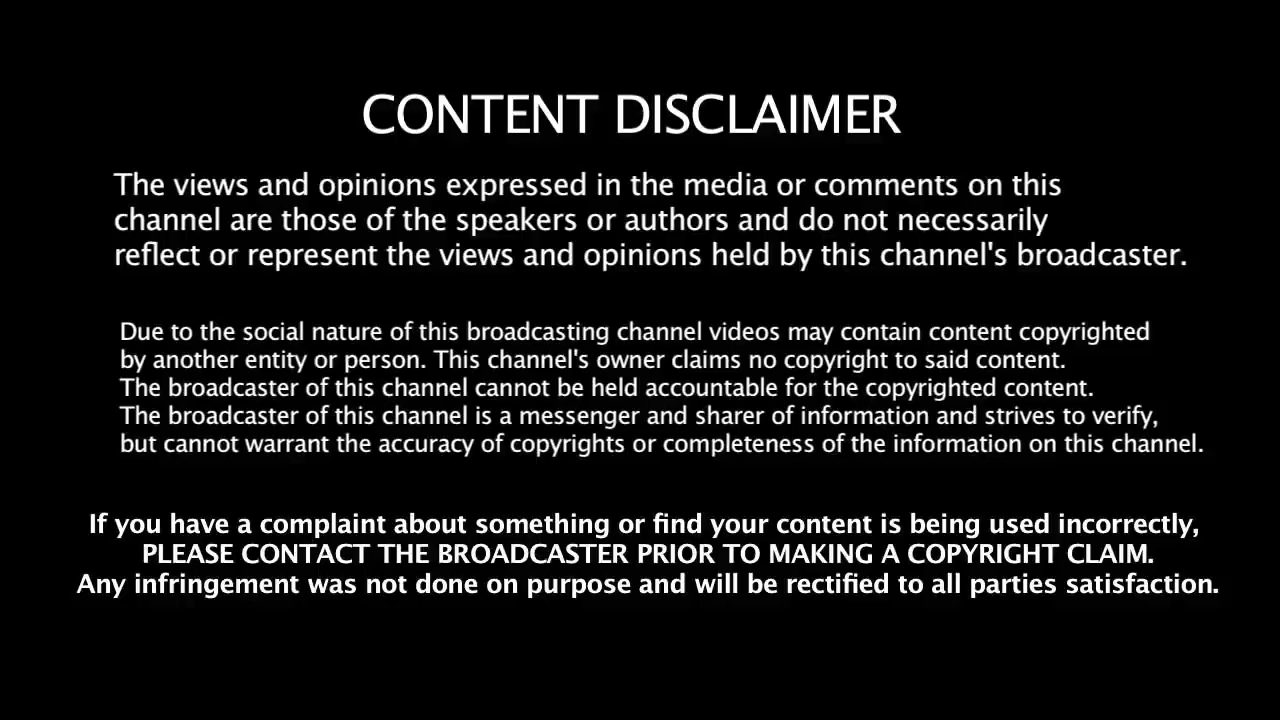 CONTENT DISCLAIMER
The views and opinions expressed in the media or comments on this
channel are those of the speakers or authors and do not necessarily
reflect or represent the views and opinions held by this channel's broadcaster.
Due to the social nature of this broadcasting channel videos may contain content copyrighted
by another entity or person. This channel's owner claims no copyright to said content.
The broadcaster of this channel cannot be held accountable for the copyrighted content.
The broadcaster of this channel is a messenger and sharer of information and strives to verify,
but cannot warrant the accuracy of copyrights or completeness of the information on this channel.
If you have a complaint about something or find your content is being used incorrectly,
PLEASE CONTACT THE BROADCASTER PRIOR TO MAKING A COPYRIGHT CLAIM.
Any infringement was not done on purpose and will be rectified to all parties satisfaction.